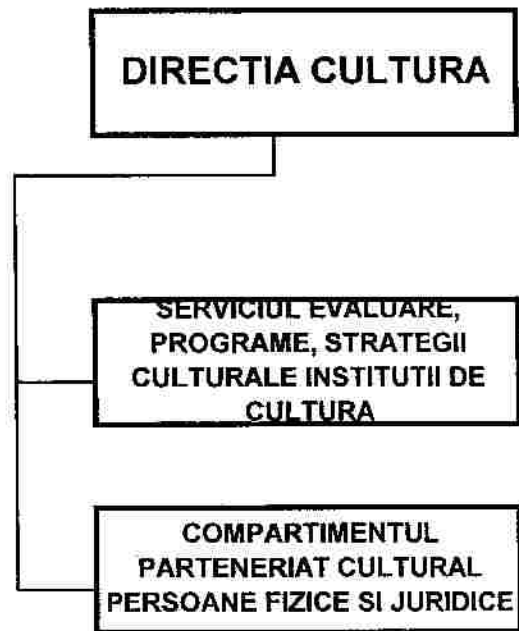 DIRECTIA CULTURA
SERVICIUL EVALUARE,
PROGRAME, STRATEGII
CULTURALE INSTITUTII DE
CULTURA
COMPARTIMENTUL
PARTENERIAT CULTURAL
PERSOANE FIZICE SI JURIDICE